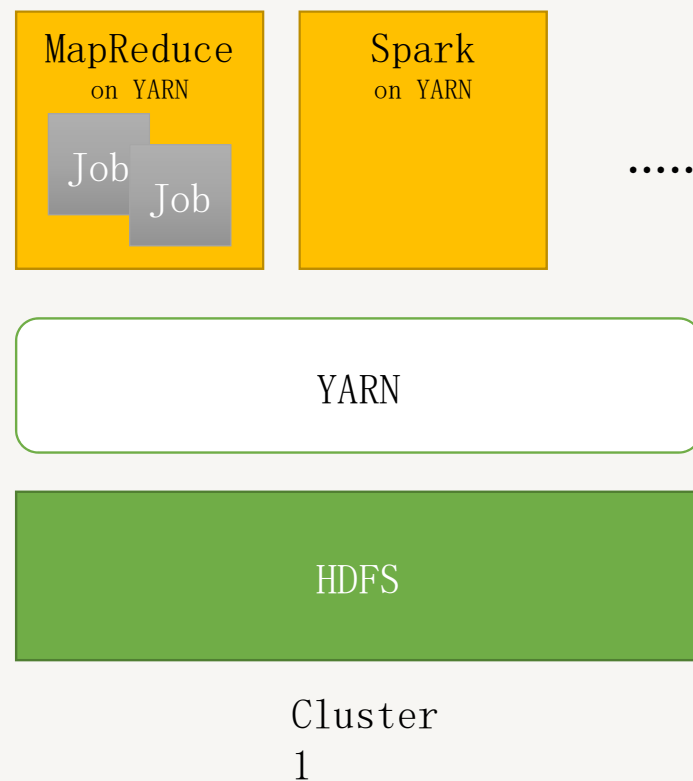 MapReduce
on YARN
Job
Job
Spark
on YARN
.....
YARN
HDFS
Cluster
1